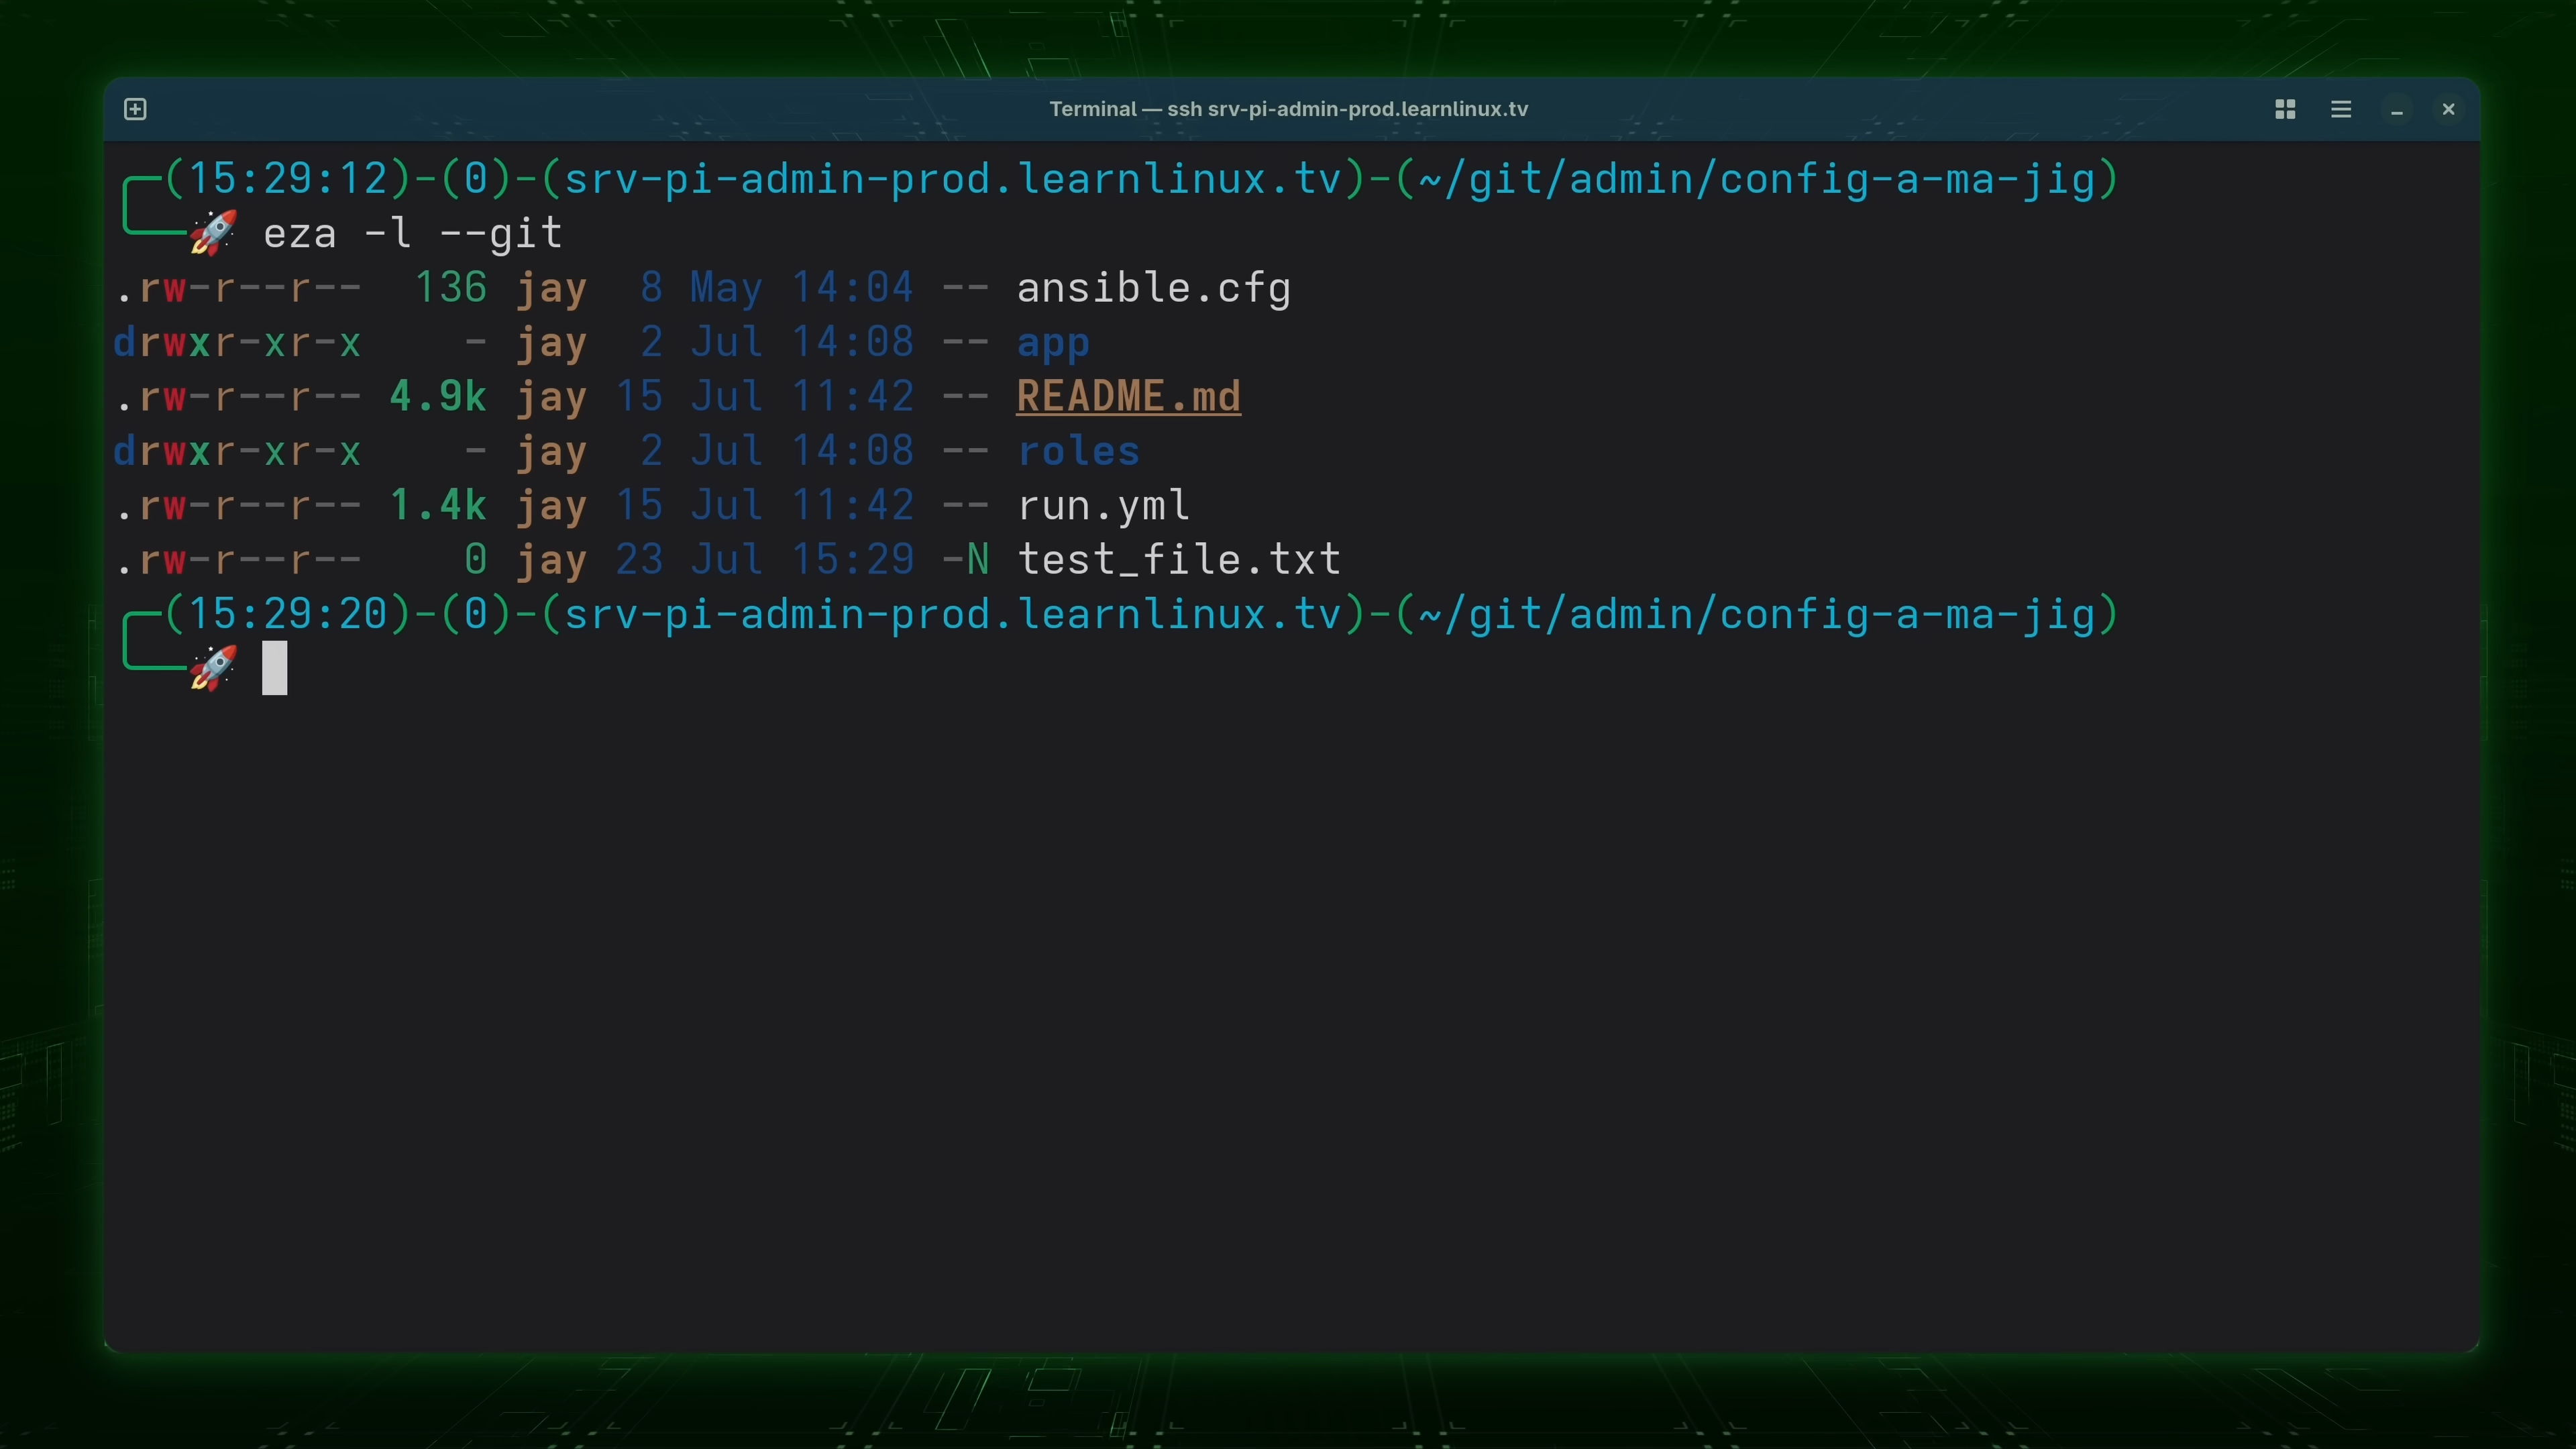 Terminal — ssh srv-pi-admin-prod.learnlinux.tv
(15:29:12)-(0)-(srv-pi-admin-prod.learnlinux.tv)-(~/git/admin/config-a-ma-jig)
🚀 eza -l --git
.rw-r--r-- 136 jay 8 May 14:04 -- ansible.cfg
drwxr-xr-x - jay 2 Jul 14:08 -- app
.rw-r--r-- 4.9k jay 15 Jul 11:42 -- README.md
drwxr-xr-x - jay 2 Jul 14:08 -- roles
.rw-r--r-- 1.4k jay 15 Jul 11:42 -- run.yml
.rw-r--r-- 0 jay 23 Jul 15:29 -N test_file.txt
(15:29:20)-(0)-(srv-pi-admin-prod.learnlinux.tv)-(~/git/admin/config-a-ma-jig)
🚀